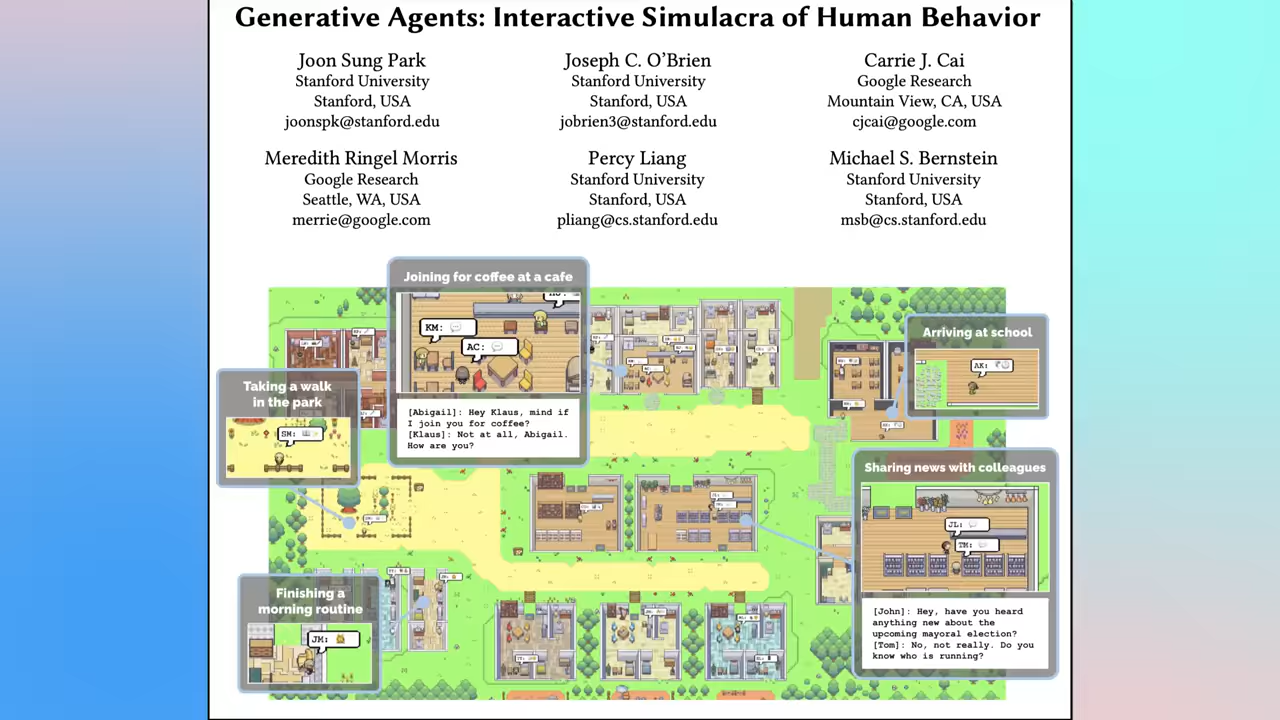 Generative Agents: Interactive Simulacra of Human Behavior
Joon Sung Park
Stanford University
Stanford, USA
joonspk@stanford.edu
Joseph C. O'Brien
Stanford University
Stanford, USA
jobrien3@stanford.edu
Carrie J. Cai
Google Research
Mountain View, CA, USA
cjcai@google.com
Meredith Ringel Morris
Google Research
Seattle, WA, USA
merrie@google.com
Percy Liang
Stanford University
Stanford, USA
pliang@cs.stanford.edu
Michael S. Bernstein
Stanford University
Stanford, USA
msb@cs.stanford.edu
Joining for coffee at a cafe
KM:
AC:
[Abigail]: Hey Klaus, mind if
I join you for coffee?
[Klaus]: Not at all, Abigail.
How are you?
Arriving at school
AK:
Taking a walk
in the park
SM:
Sharing news with colleagues
JL:
TM:
[John]: Hey, have you heard
anything new about the
upcoming mayoral election?
[Tom]: No, not really. Do you
know who is running?
Finishing a
morning routine
JM: